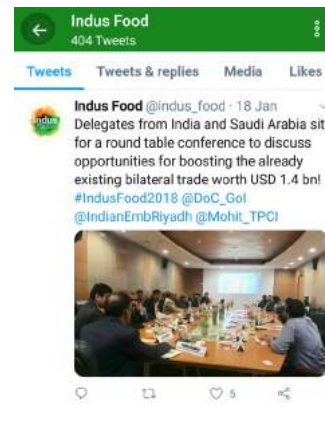 Indus Food
404 Tweets
Tweets Tweets & replies Media Likes
indus
Indus Food @indus_food · 18 Jan
Delegates from India and Saudi Arabia sit
for a round table conference to discuss
opportunities for boosting the already
existing bilateral trade worth USD 1.4 bn!
#IndusFood2018 @DoC_GoI
@IndianEmbRiyadh @Mohit_TPCI
5